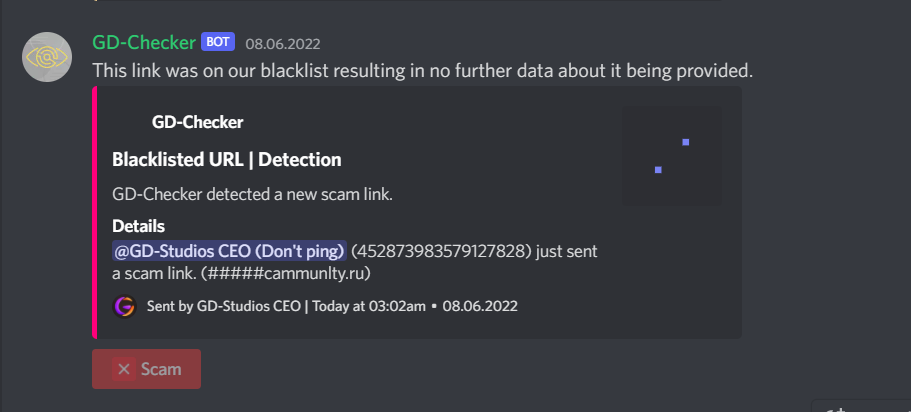 GD-Checker BOT 08.06.2022
This link was on our blacklist resulting in no further data about it being provided.
GD-Checker
Blacklisted URL | Detection
GD-Checker detected a new scam link.
Details
@GD-Studios CEO (Don't ping) (452873983579127828) just sent
a scam link. (#####cammunlty.ru)
Sent by GD-Studios CEO | Today at 03:02am • 08.06.2022
Scam